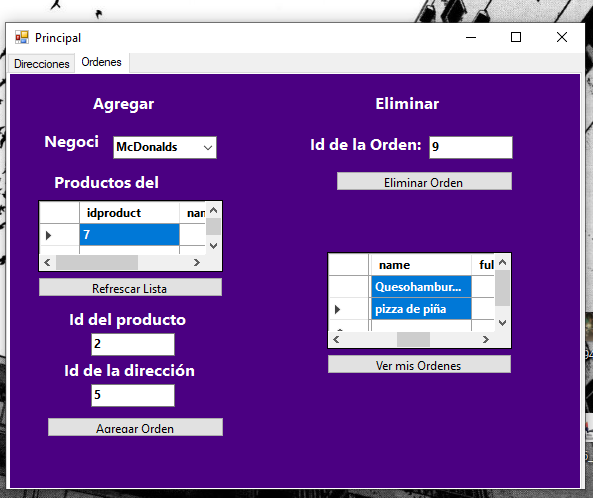 Principal
Direcciones
Ordenes
Agregar
Negoci
McDonalds
Productos del
idproduct
nan
7
Refrescar Lista
Id del producto
2
Id de la dirección
5
Agregar Orden
Eliminar
Id de la Orden:
9
Eliminar Orden
name
ful
Quesohambur...
pizza de piña
Ver mis Ordenes